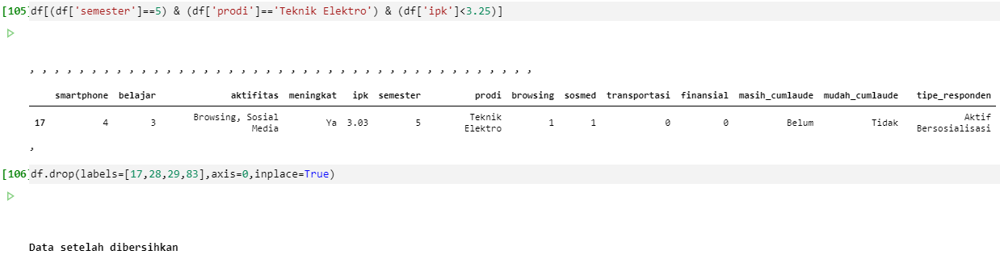 [105] df[(df['semester']==5) & (df['prodi']=='Teknik Elektro') & (df['ipk']<3.25)]
, , , , , , , , , , , , , , , , , , , , , , , , , , , , , , , , , , , , , , , , ,
smartphone belajar aktifitas meningkat ipk semester prodi browsing sosmed transportasi finansial masih_cumlaude mudah_cumlaude tipe_responden
17 4 3 Browsing, Sosial Media Ya 3.03 5 Teknik Elektro 1 1 0 0 Belum Tidak Aktif Bersosialisasi
,
[106] df.drop(labels=[17,28,29,83],axis=0,inplace=True)
Data setelah dibersihkan